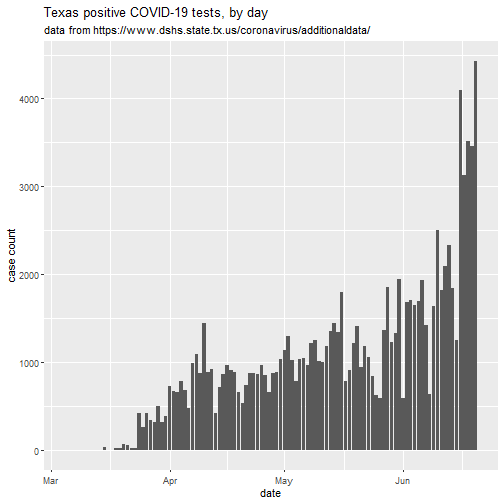 Texas positive COVID-19 tests, by day
data from https://www.dshs.state.tx.us/coronavirus/additionaldata/
4000
3000
2000
1000
0
case count
Mar Apr May Jun
date